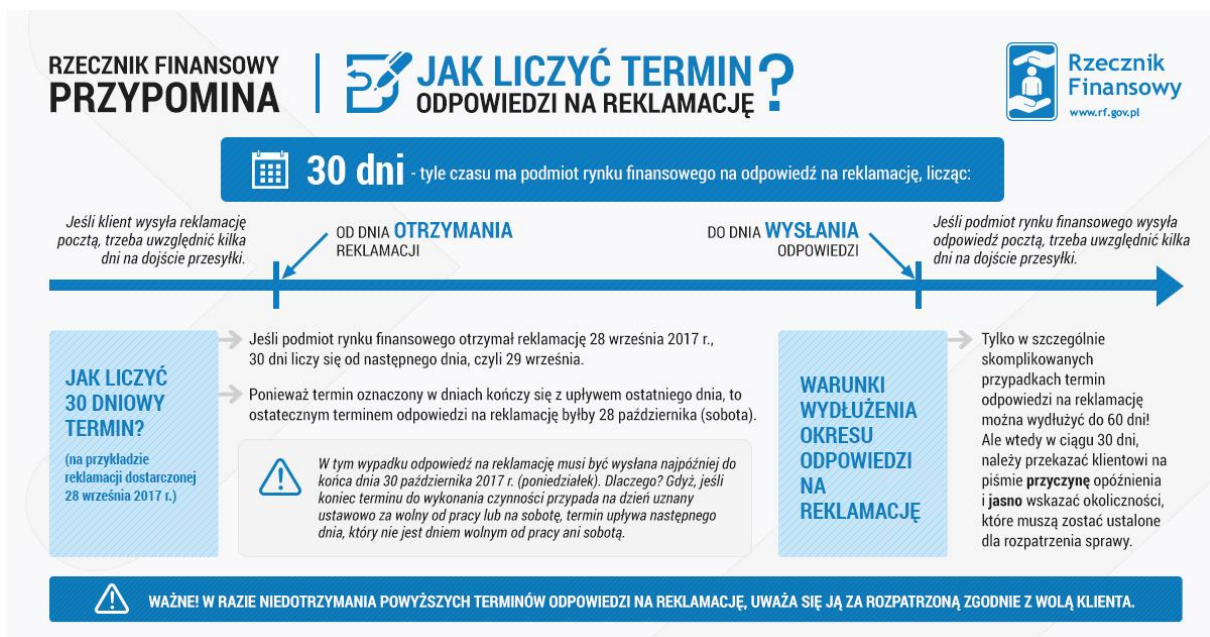 RZECZNIK FINANSOWY
PRZYPOMINA
JAK LICZYĆ TERMIN?
ODPOWIEDZI NA REKLAMACJĘ
Rzecznik
Finansowy
www.rf.gov.pl
30 dni - tyle czasu ma podmiot rynku finansowego na odpowiedź na reklamację, licząc:
Jeśli klient wysyła reklamację
pocztą, trzeba uwzględnić kilka
dni na dojście przesyłki.
OD DNIA OTRZYMANIA
REKLAMACJI
DO DNIA WYSŁANIA
ODPOWIEDZI
Jeśli podmiot rynku finansowego wysyła
odpowiedź pocztą, trzeba uwzględnić kilka
dni na dojście przesyłki.
JAK LICZYĆ
30 DNIOWY
TERMIN?
(na przykładzie
reklamacji dostarczonej
28 września 2017 r.)
Jeśli podmiot rynku finansowego otrzymał reklamację 28 września 2017 r.,
30 dni liczy się od następnego dnia, czyli 29 września.
Ponieważ termin oznaczony w dniach kończy się z upływem ostatniego dnia, to
ostatecznym terminem odpowiedzi na reklamację byłby 28 października (sobota).
W tym wypadku odpowiedź na reklamację musi być wysłana najpóźniej do
końca dnia 30 października 2017 r. (poniedziałek). Dlaczego? Gdyż, jeśli
koniec terminu do wykonania czynności przypada na dzień uznany
ustawowo za wolny od pracy lub na sobotę, termin upływa następnego
dnia, który nie jest dniem wolnym od pracy ani sobotą.
WARUNKI
WYDŁUŻENIA
OKRESU
ODPOWIEDZI
NA
REKLAMACJĘ
Tylko w szczególnie
skomplikowanych
przypadkach termin
odpowiedzi na reklamację
można wydłużyć do 60 dni!
Ale wtedy w ciągu 30 dni,
należy przekazać klientowi na
piśmie przyczynę opóźnienia
i jasno wskazać okoliczności,
które muszą zostać ustalone
dla rozpatrzenia sprawy.
WAŻNE! W RAZIE NIEDOTRZYMANIA POWYŻSZYCH TERMINÓW ODPOWIEDZI NA REKLAMACJĘ, UWAŻA SIĘ JĄ ZA ROZPATRZONĄ ZGODNIE Z WOLĄ KLIENTA.